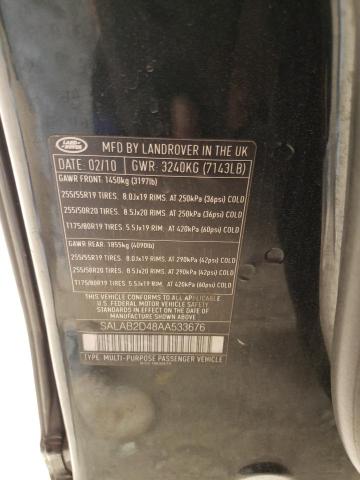 LAND ROVER
MFD BY LANDROVER IN THE UK
DATE: 02/10 GWR: 3240KG (7143LB)
GAWR FRONT: 1450kg (3197lb)
255/55R19 TIRES. 8.0Jx19 RIMS. AT 250kPa (36psi) COLD
255/50R20 TIRES. 8.5Jx20 RIMS. AT 250kPa (36psi) COLD
T175/80R19 TIRES. 5.5Jx19 RIM. AT 420kPa (60psi) COLD
GAWR REAR: 1855kg (4090lb)
255/55R19 TIRES. 8.0Jx19 RIMS. AT 290kPa (42psi) COLD
255/50R20 TIRES. 8.5Jx20 RIMS. AT 290kPa (42psi) COLD
T175/80R19 TIRES. 5.5Jx19 RIM. AT 420kPa (60psi) COLD
THIS VEHICLE CONFORMS TO ALL APPLICABLE
U.S. FEDERAL MOTOR VEHICLE SAFETY
STANDARDS IN EFFECT ON THE DATE OF
MANUFACTURE SHOWN ABOVE
SALAB2D48AA533676
TYPE: MULTI-PURPOSE PASSENGER VEHICLE